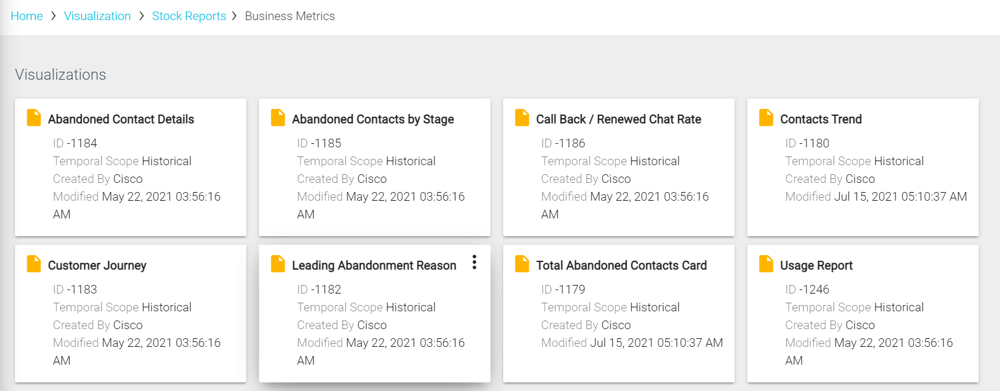 Home > Visualization > Stock Reports > Business Metrics
Visualizations
Abandoned Contact Details
ID -1184
Temporal Scope Historical
Created By Cisco
Modified May 22, 2021 03:56:16
AM
Abandoned Contacts by Stage
ID -1185
Temporal Scope Historical
Created By Cisco
Modified May 22, 2021 03:56:16
AM
Call Back / Renewed Chat Rate
ID -1186
Temporal Scope Historical
Created By Cisco
Modified May 22, 2021 03:56:16
AM
Contacts Trend
ID -1180
Temporal Scope Historical
Created By Cisco
Modified Jul 15, 2021 05:10:37 AM
Customer Journey
ID -1183
Temporal Scope Historical
Created By Cisco
Modified May 22, 2021 03:56:16
AM
Leading Abandonment Reason
ID -1182
Temporal Scope Historical
Created By Cisco
Modified May 22, 2021 03:56:16
AM
Total Abandoned Contacts Card
ID -1179
Temporal Scope Historical
Created By Cisco
Modified Jul 15, 2021 05:10:37 AM
Usage Report
ID -1246
Temporal Scope Historical
Created By Cisco
Modified May 22, 2021 03:56:16
AM